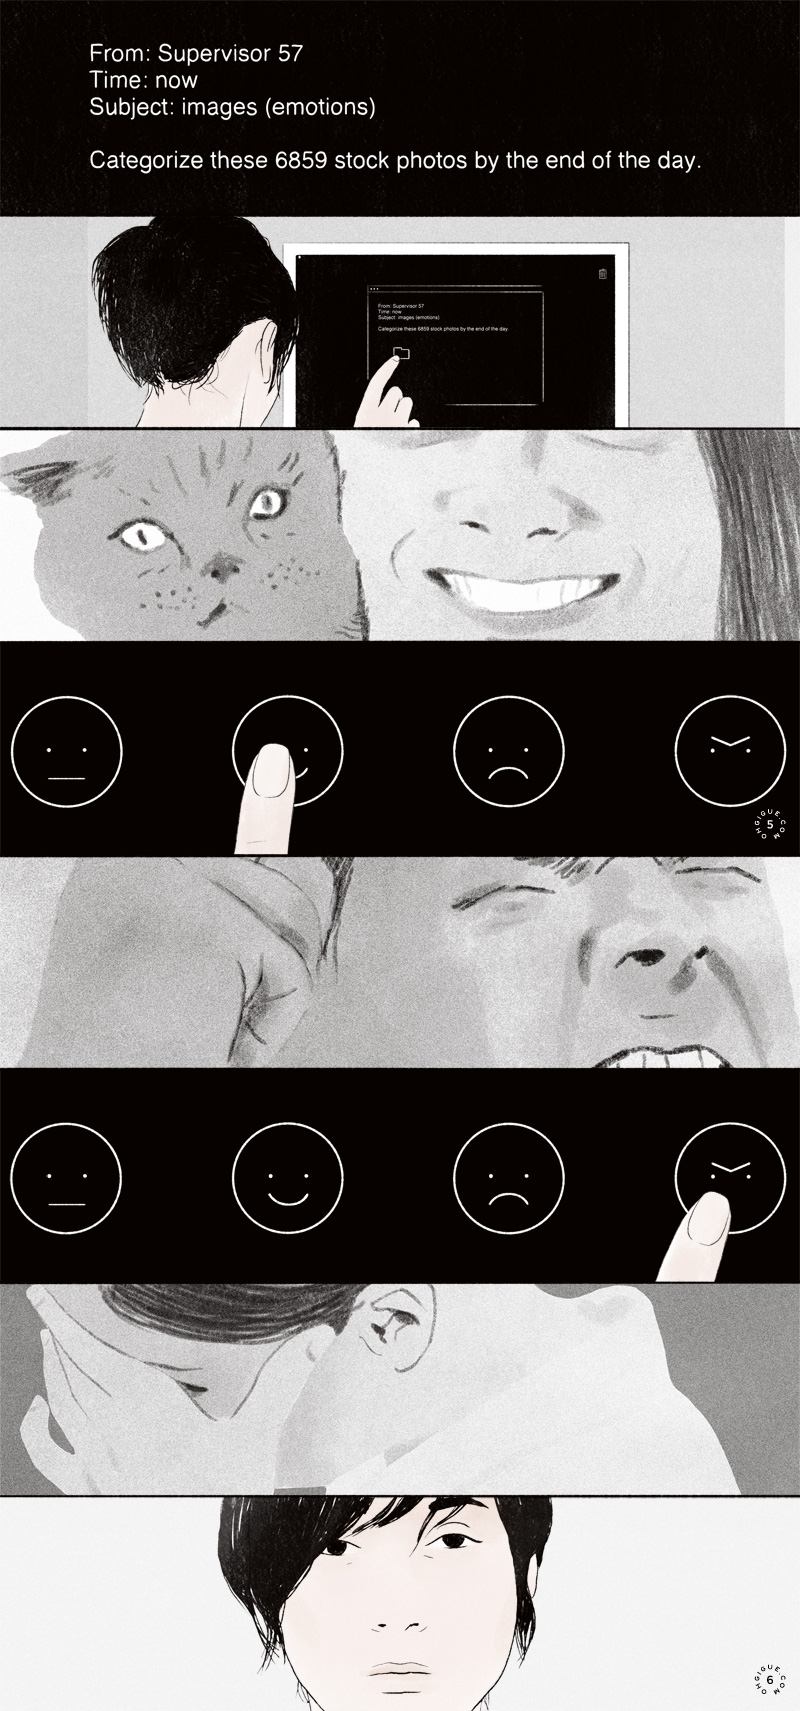 From: Supervisor 57
Time: now
Subject: images (emotions)
Categorize these 6859 stock photos by the end of the day.
From: Supervisor 57
Time: now
Subject: images (emotions)
Categorize these 6859 stock photos by the end of the day.
OHGIGUE.COM
5
OHGIGUE.COM
6